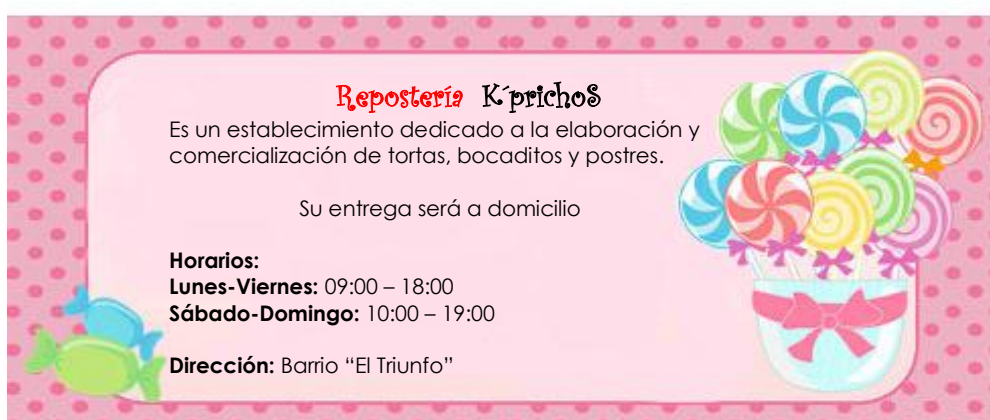 Repostería K´prichoS
Es un establecimiento dedicado a la elaboración y
comercialización de tortas, bocaditos y postres.
Su entrega será a domicilio
Horarios:
Lunes-Viernes: 09:00 – 18:00
Sábado-Domingo: 10:00 – 19:00
Dirección: Barrio “El Triunfo”